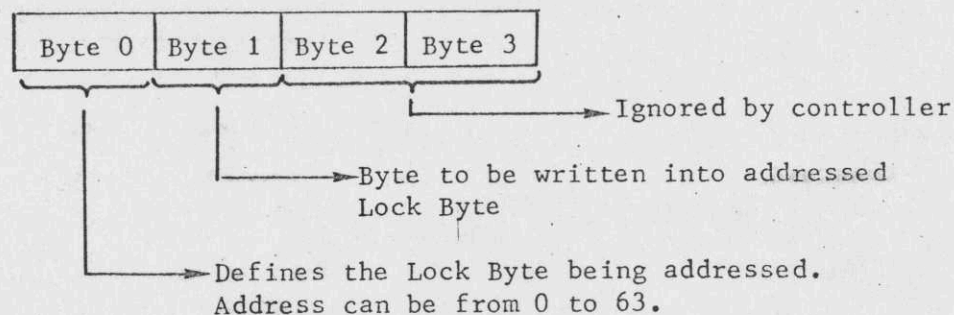 Byte 0 Byte 1 Byte 2 Byte 3
Ignored by controller
Byte to be written into addressed
Lock Byte
Defines the Lock Byte being addressed.
Address can be from 0 to 63.